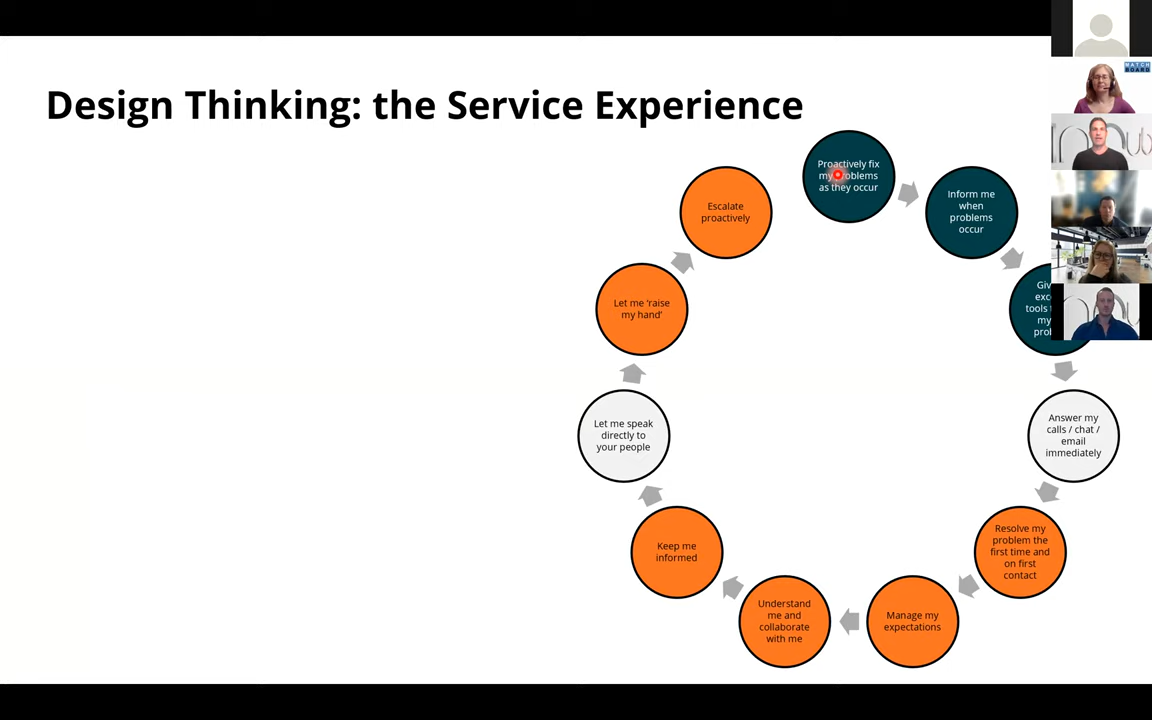 Design Thinking: the Service Experience
Proactively fix
my problems
as they occur
Inform me
when
problems
occur
tools
my
Answer my
calls / chat /
email
immediately
Resolve my
problem the
first time and
on first
contact
Manage my
expectations
Understand
me and
collaborate
with me
Keep me
informed
Let me speak
directly to
your people
Let me ‘raise
my hand’
Escalate
proactively
MATCH
BOARD